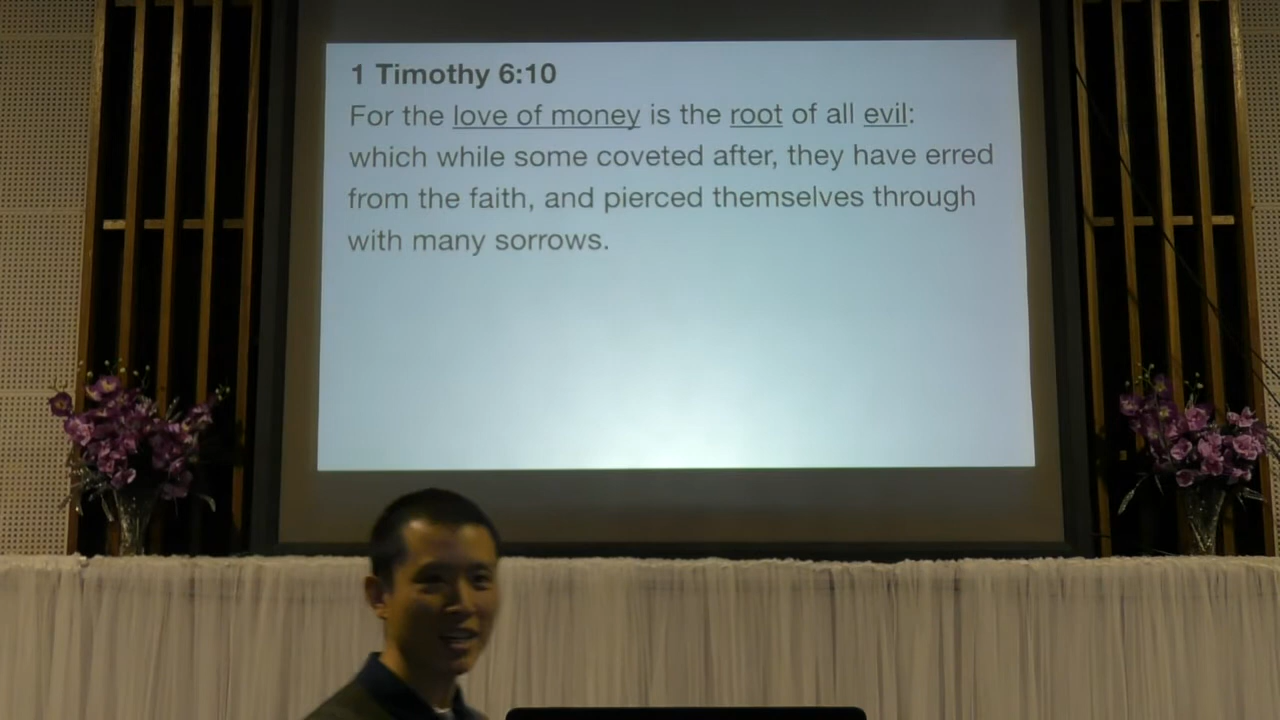 1 Timothy 6:10
For the love of money is the root of all evil:
which while some coveted after, they have erred
from the faith, and pierced themselves through
with many sorrows.